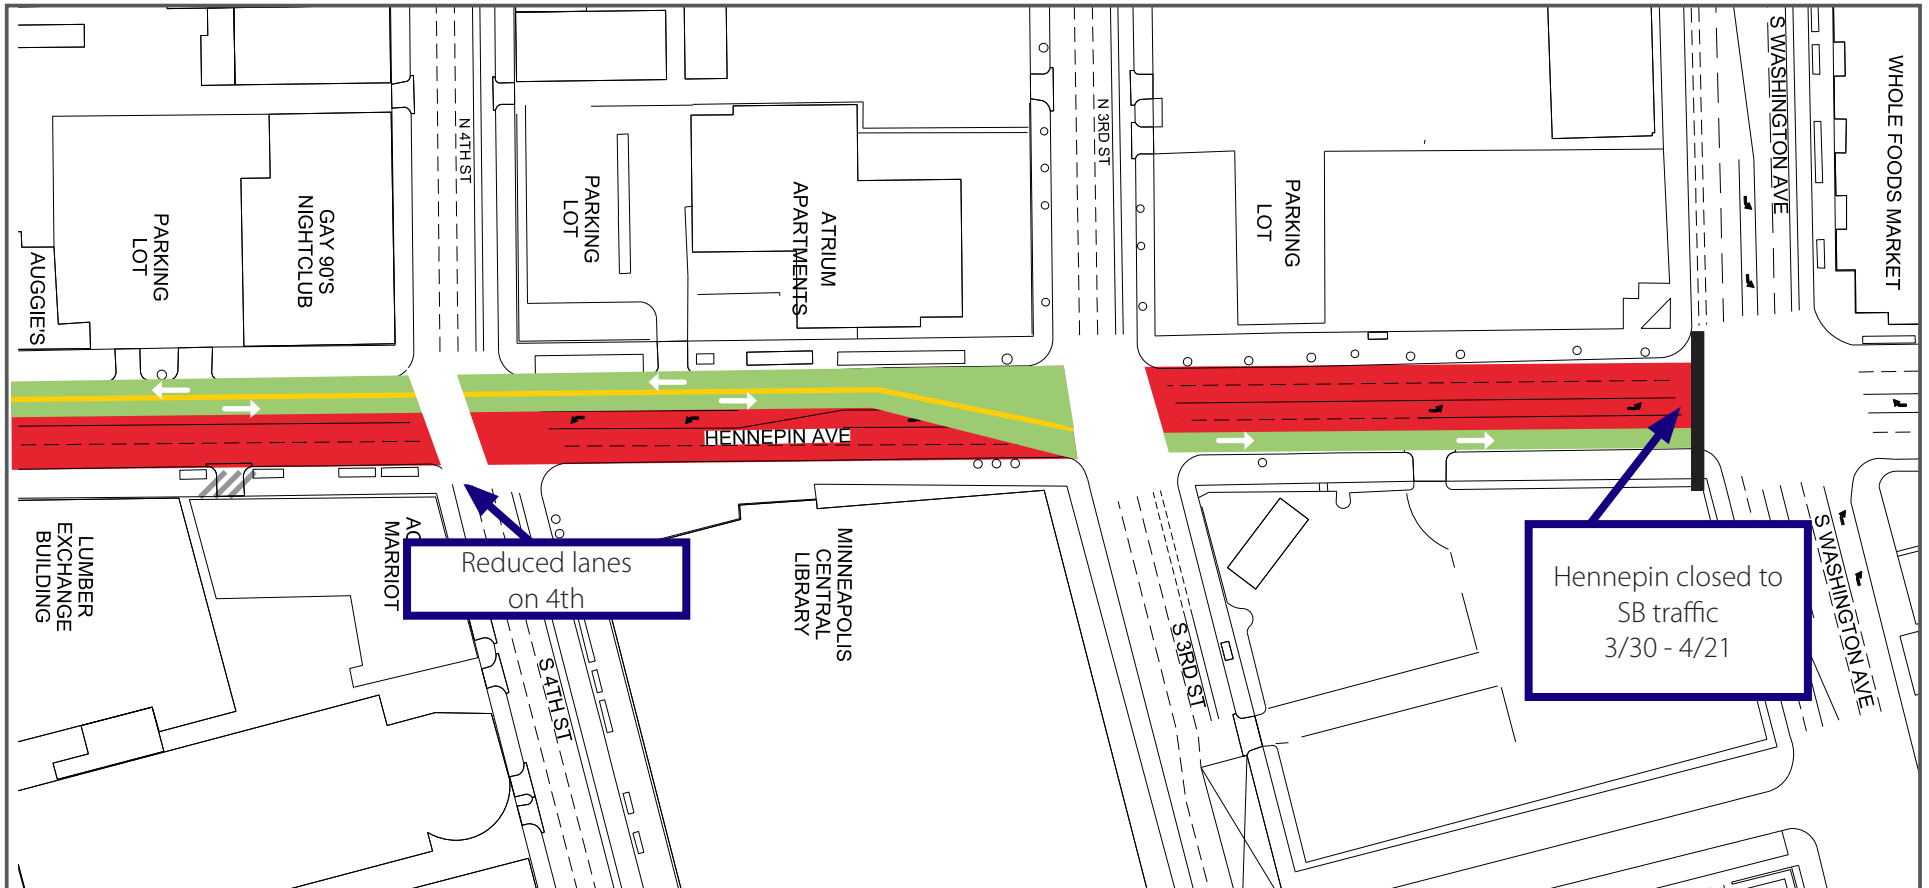 S WASHINGTON AVE
WHOLE FOODS MARKET
N 4TH ST
N 3RD ST
PARKING
LOT
GAY 90'S
NIGHTCLUB
AUGGIE'S
PARKING
LOT
ATRIUM
APARTMENTS
PARKING
LOT
HENNEPIN AVE
LUMBER
EXCHANGE
BUILDING
AC
MARRIOT
Reduced lanes
on 4th
MINNEAPOLIS
CENTRAL
LIBRARY
S 4TH ST
S 3RD ST
Hennepin closed to
SB traffic
3/30 - 4/21
S WASHINGTON AVE